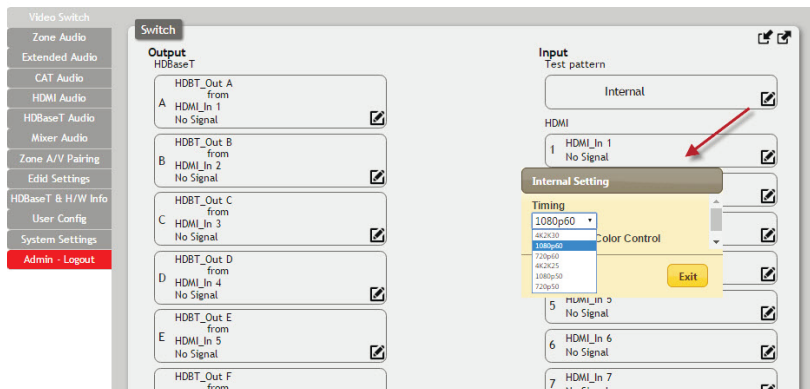 Video Switch
Zone Audio
Extended Audio
CAT Audio
HDMI Audio
HDBaseT Audio
Mixer Audio
Zone A/V Pairing
Edid Settings
HDBaseT & H/W Info
User Config
System Settings
Admin - Logout
Switch
Output
HDBaseT
HDBT_Out A
from
A
HDMI_In 1
No Signal
HDBT_Out B
from
B
HDMI_In 2
No Signal
HDBT_Out C
from
C
HDMI_In 3
No Signal
HDBT_Out D
from
D
HDMI_In 4
No Signal
HDBT_Out E
from
E
HDMI_In 5
No Signal
HDBT_Out F
from
Input
Test pattern
Internal
HDMI
1 HDMI_In 1
No Signal
Internal Setting
Timing
1080p60
4K2K30
1080p60
720p60
4K2K25
1080p50
720p50
Color Control
Exit
5 HDMI_In 5
No Signal
6 HDMI_In 6
No Signal
7 HDMI_In 7